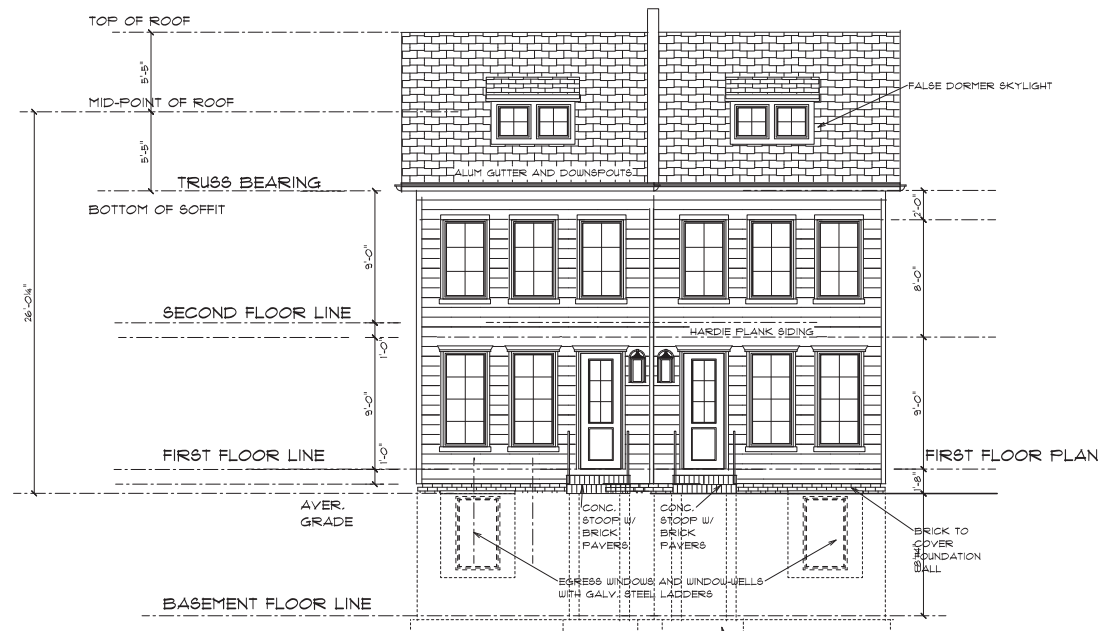 TOP OF ROOF
5'-5"
MID-POINT OF ROOF
FALSE DORMER SKYLIGHT
5'-5"
ALUM GUTTER AND DOWNSPOUTS
TRUSS BEARING
BOTTOM OF SOFFIT
2'-0"
9'-0"
8'-0"
26'-0¼"
SECOND FLOOR LINE
HARDIE PLANK SIDING
1'-0"
9'-0"
9'-0"
1'-0"
FIRST FLOOR LINE
FIRST FLOOR PLAN
1'-8"
AVER.
GRADE
CONC.
STOOP W/
BRICK
PAVERS
CONC.
STOOP W/
BRICK
PAVERS
BRICK TO
COVER
FOUNDATION
WALL
EGRESS WINDOWS AND WINDOW-WELLS
WITH GALV. STEEL LADDERS
BASEMENT FLOOR LINE